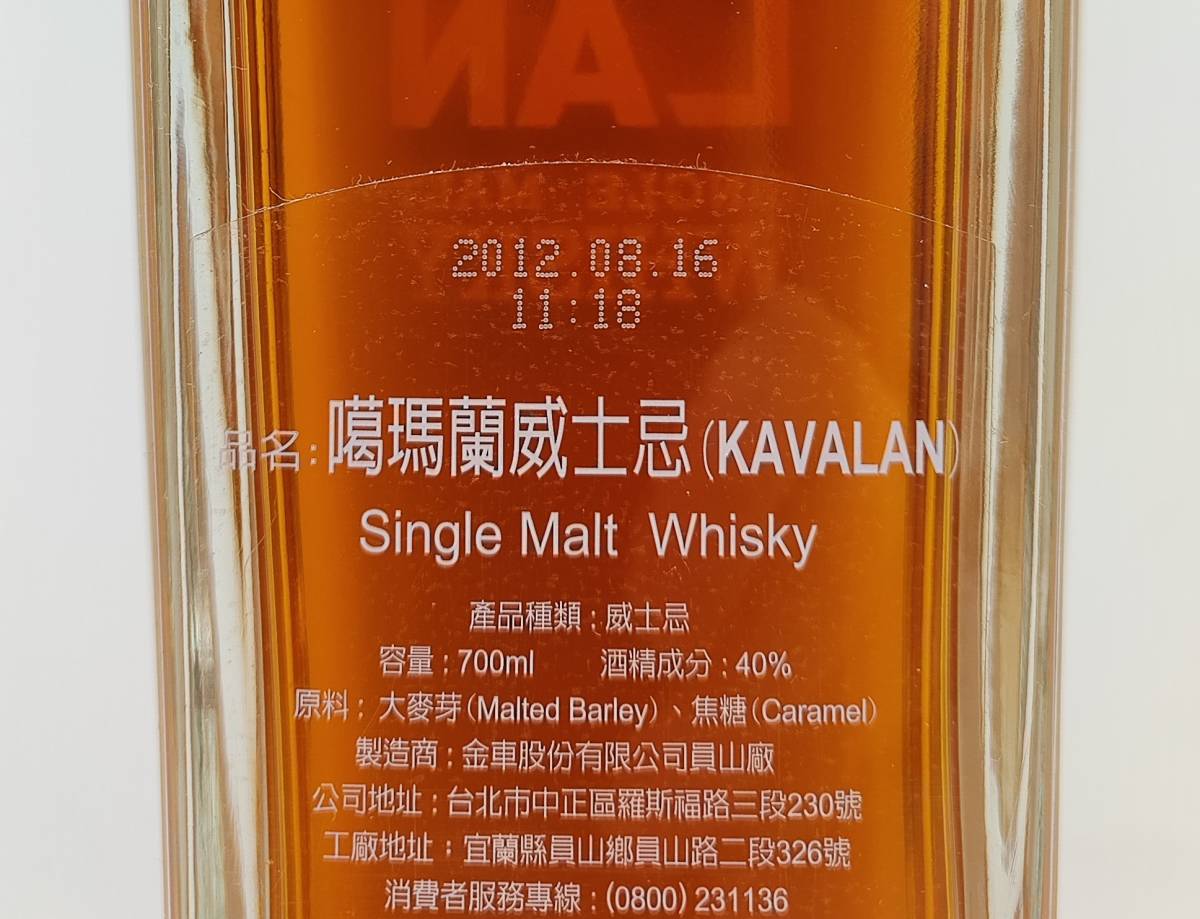 2012.08.16
11:18
品名:噶瑪蘭威士忌(KAVALAN)
Single Malt Whisky
產品種類:威士忌
容量:700ml 酒精成分:40%
原料:大麥芽(Malted Barley)、焦糖(Caramel)
製造商:金車股份有限公司員山廠
公司地址:台北市中正區羅斯福路三段230號
工廠地址:宜蘭縣員山鄉員山路二段326號
消費者服務專線:(0800) 231136